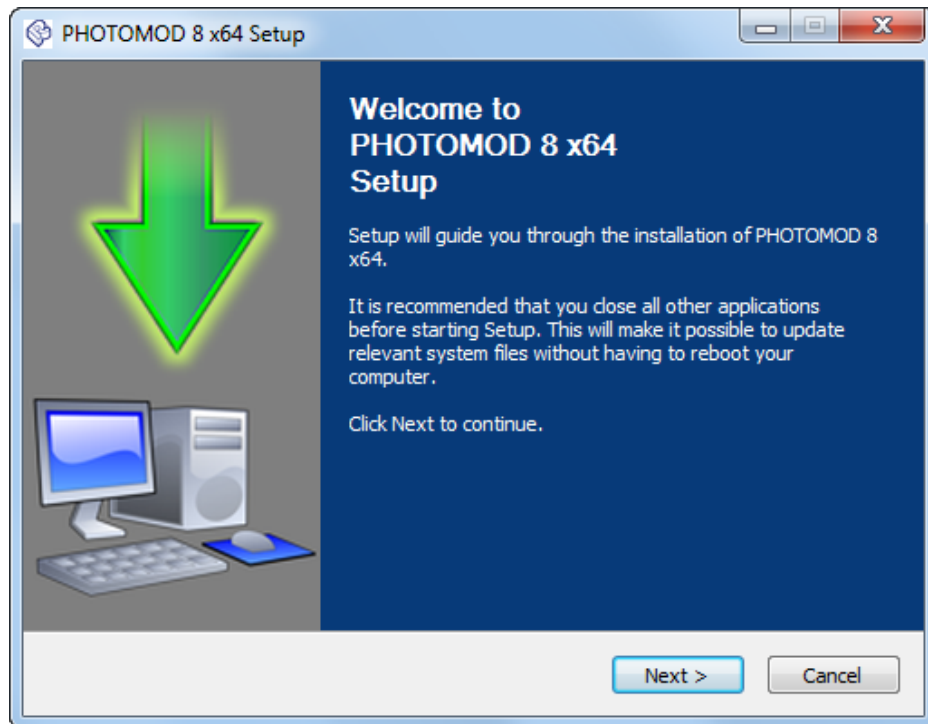 PHOTOMOD 8 x64 Setup
Welcome to
PHOTOMOD 8 x64
Setup
Setup will guide you through the installation of PHOTOMOD 8
x64.
It is recommended that you close all other applications
before starting Setup. This will make it possible to update
relevant system files without having to reboot your
computer.
Click Next to continue.
Next >
Cancel